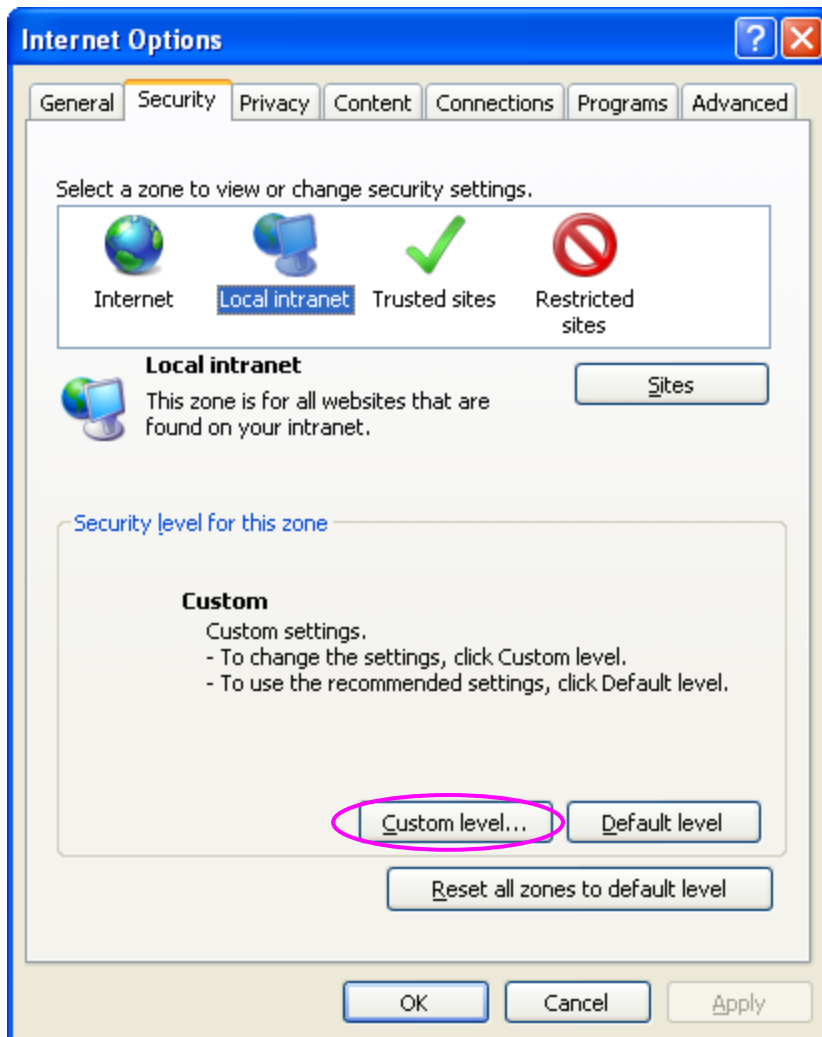 Internet Options
General Security Privacy Content Connections Programs Advanced
Select a zone to view or change security settings.
Internet Local intranet Trusted sites Restricted sites
Local intranet
Sites
This zone is for all websites that are
found on your intranet.
Security level for this zone
Custom
Custom settings.
- To change the settings, click Custom level.
- To use the recommended settings, click Default level.
Custom level... Default level
Reset all zones to default level
OK Cancel Apply